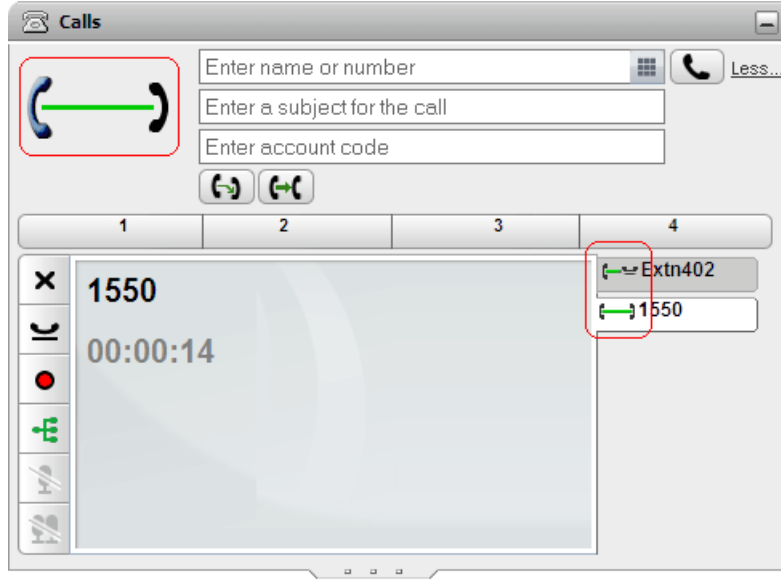 Calls
Enter name or number
Less...
Enter a subject for the call
Enter account code
1 2 3 4
1550
00:00:14
Extn402
1550